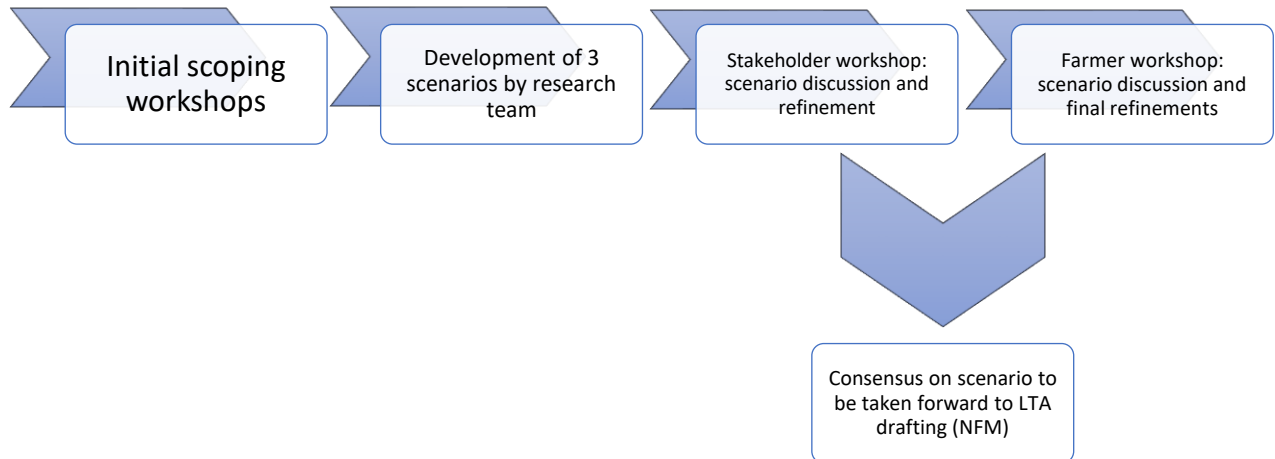 Initial scoping
workshops
Development of 3
scenarios by research
team
Stakeholder workshop:
scenario discussion and
refinement
Farmer workshop:
scenario discussion and
final refinements
Consensus on scenario to
be taken forward to LTA
drafting (NFM)